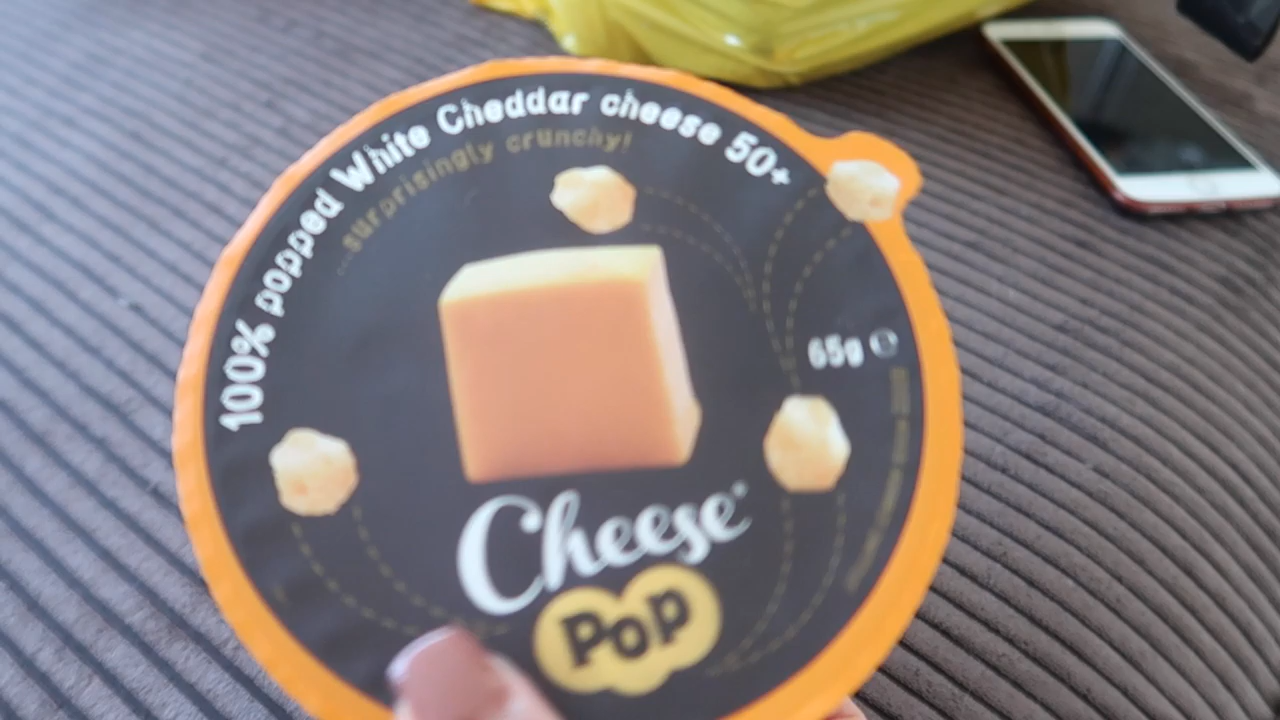 100% popped White Cheddar cheese 50+
...surprisingly crunchy!
65g ℮
Cheese
Pop